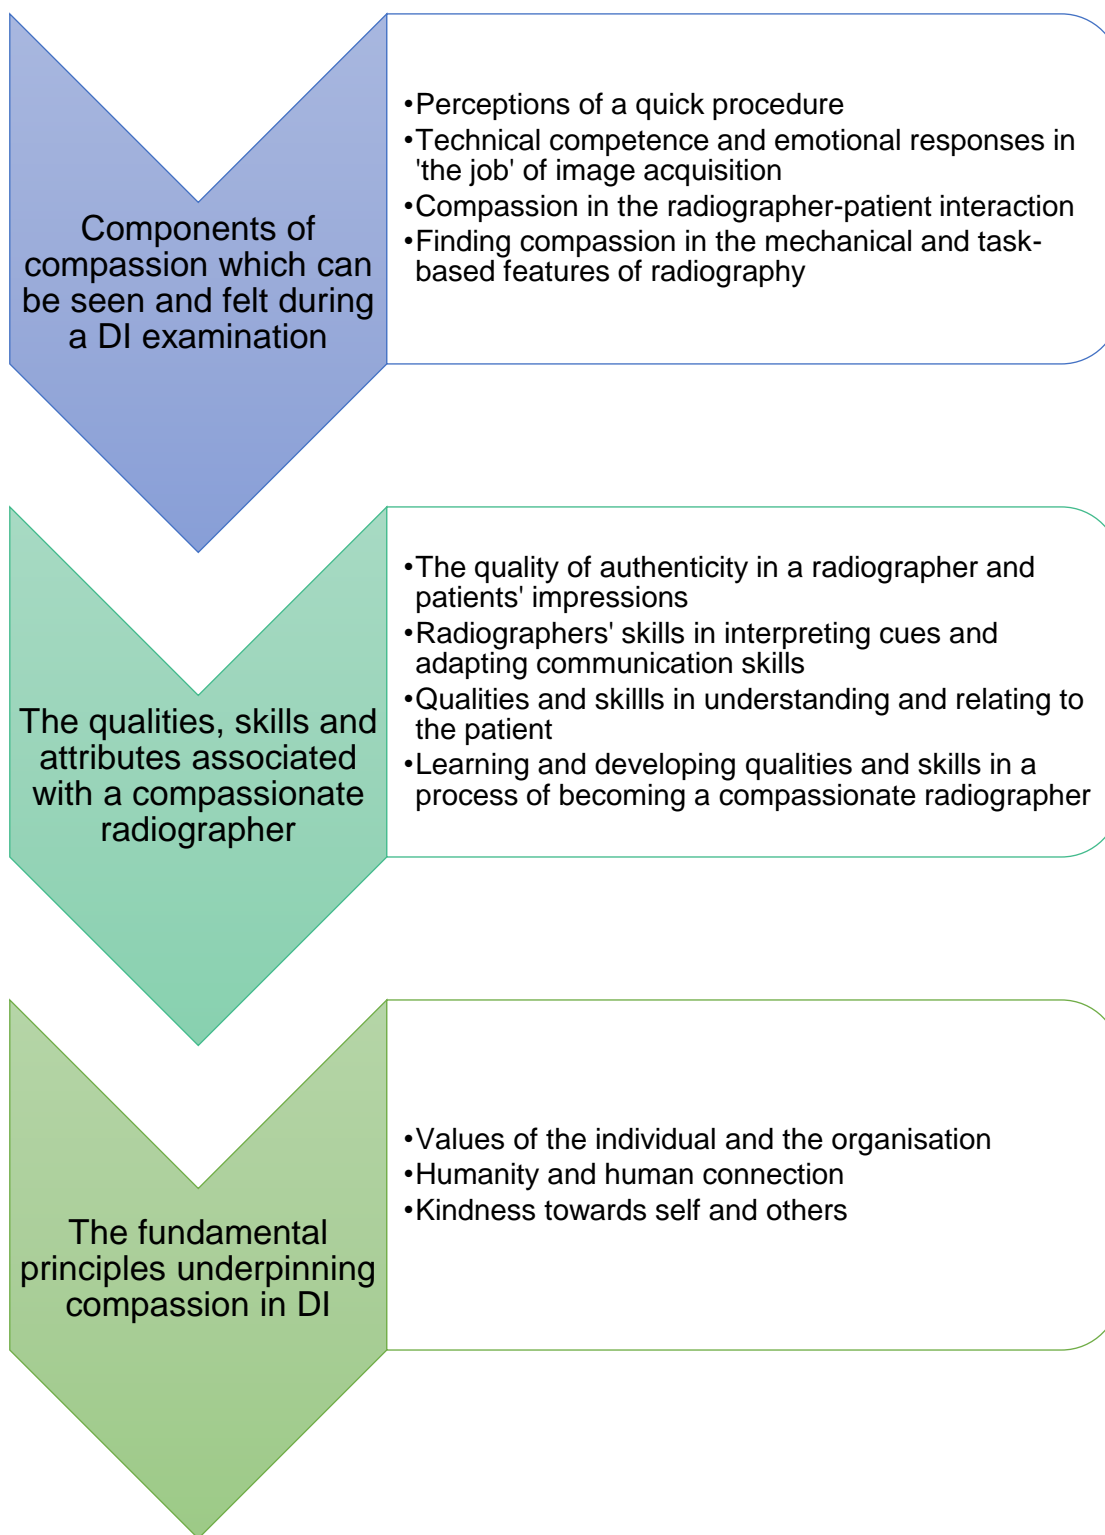 Components of
compassion which can
be seen and felt during
a DI examination
•Perceptions of a quick procedure
•Technical competence and emotional responses in
'the job' of image acquisition
•Compassion in the radiographer-patient interaction
•Finding compassion in the mechanical and task-
based features of radiography
The qualities, skills and
attributes associated
with a compassionate
radiographer
•The quality of authenticity in a radiographer and
patients' impressions
•Radiographers' skills in interpreting cues and
adapting communication skills
•Qualities and skillls in understanding and relating to
the patient
•Learning and developing qualities and skills in a
process of becoming a compassionate radiographer
The fundamental
principles underpinning
compassion in DI
•Values of the individual and the organisation
•Humanity and human connection
•Kindness towards self and others